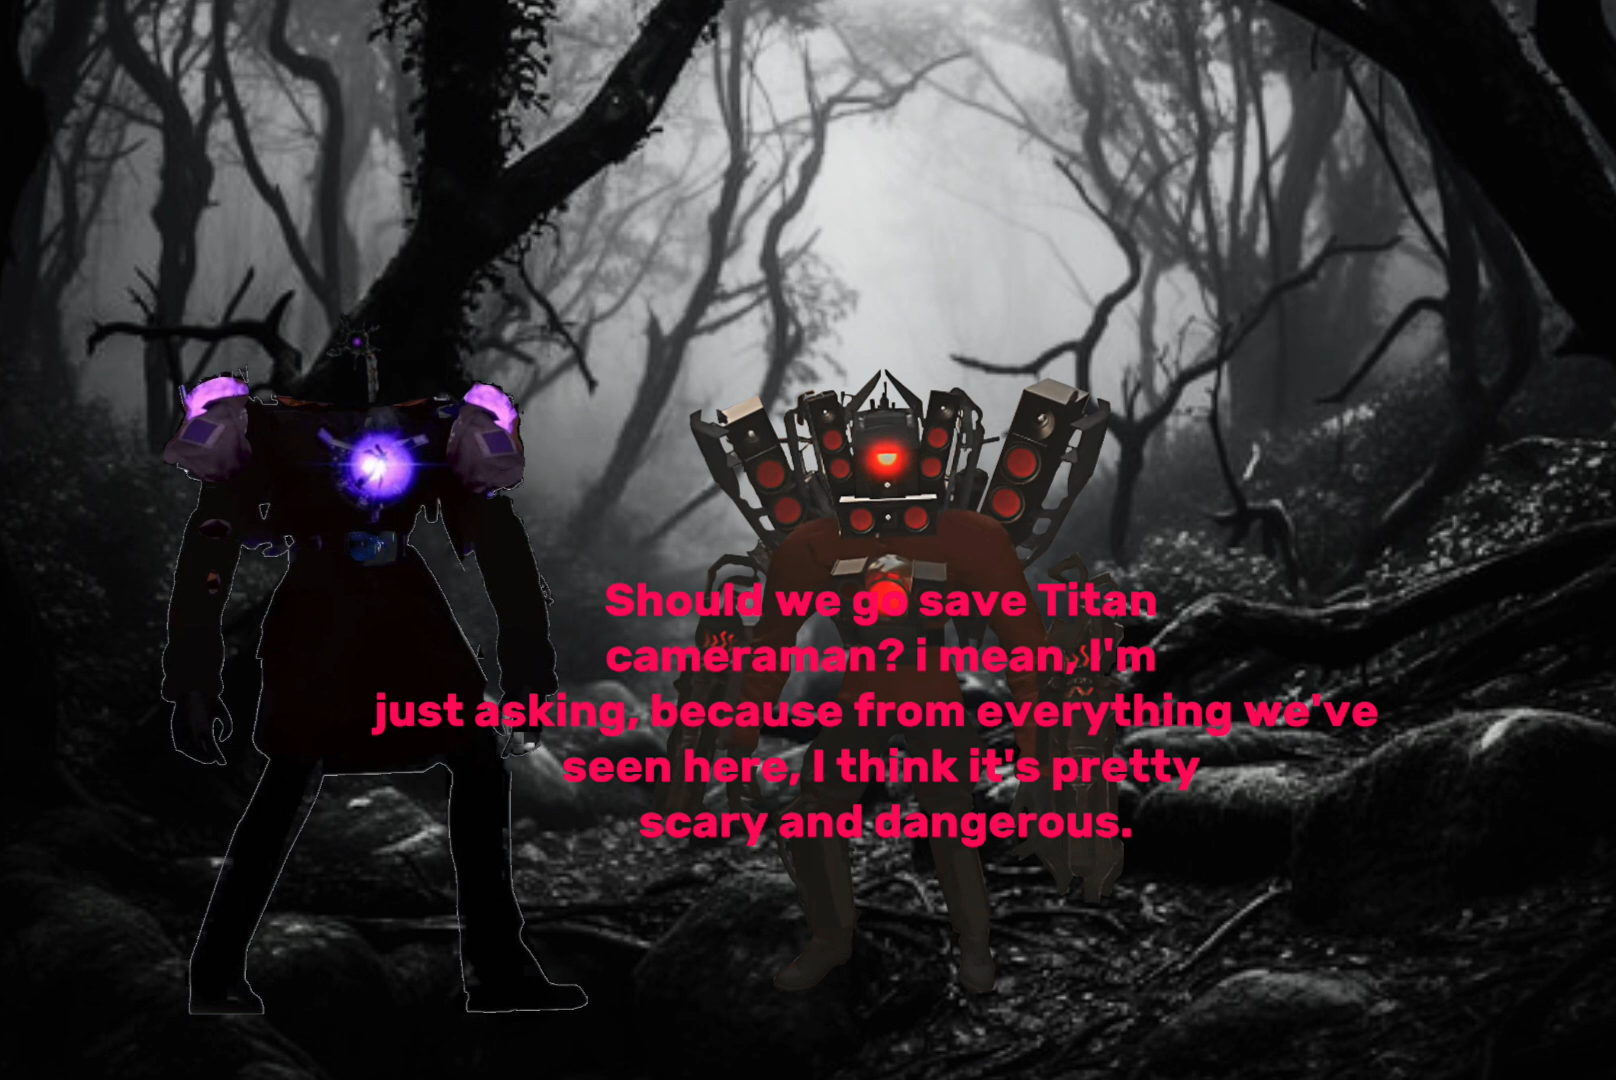 Should we go save Titan
cameraman? i mean, I'm
just asking, because from everything we've
seen here, I think it's pretty
scary and dangerous.